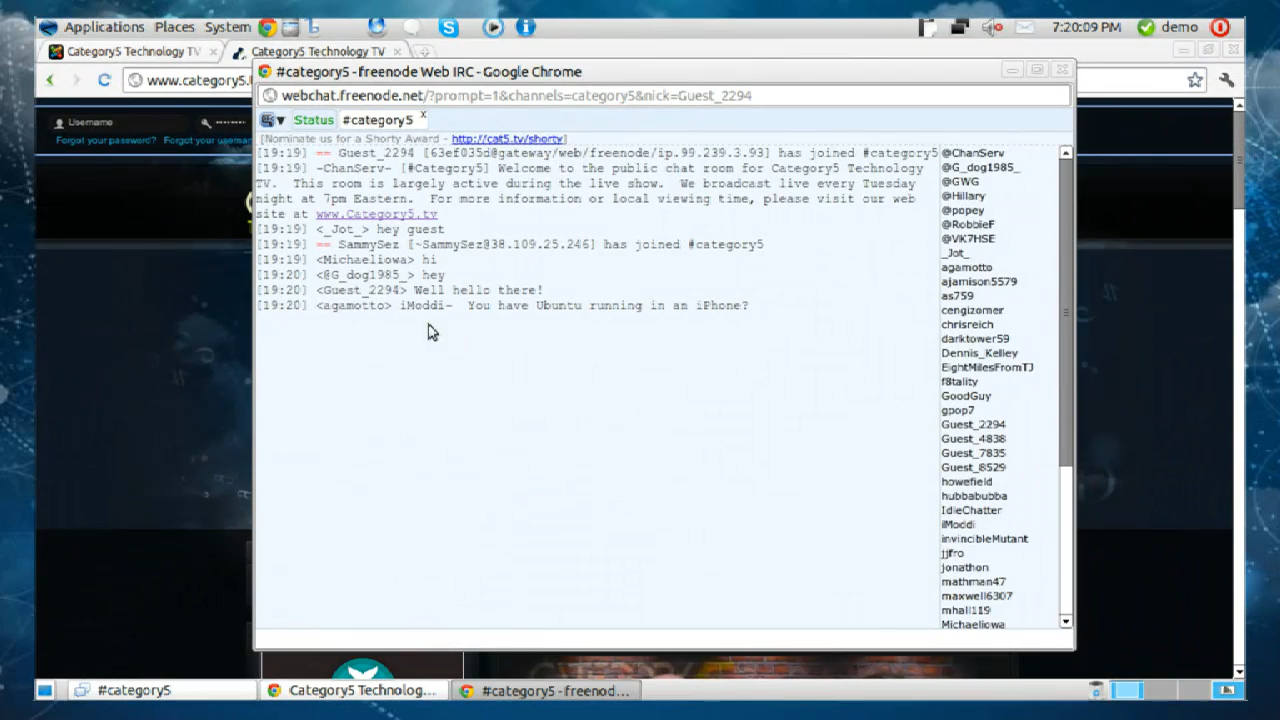 Applications Places System 7:20:09 PM demo
Category5 Technology TV Category5 Technology TV
#category5 - freenode Web IRC - Google Chrome
www.category5.
webchat.freenode.net/?prompt=1&channels=category5&nick=Guest_2294
Username
Forgot your password? Forgot your usernam
Status #category5 x
[Nominate us for a Shorty Award - http://cat5.tv/shorty]
[19:19] == Guest_2294 [63ef035d@gateway/web/freenode/ip.99.239.3.93] has joined #category5
[19:19] -ChanServ- [#Category5] Welcome to the public chat room for Category5 Technology
TV. This room is largely active during the live show. We broadcast live every Tuesday
night at 7pm Eastern. For more information or local viewing time, please visit our web
site at www.Category5.tv
[19:19] <_Jot_> hey guest
[19:19] == SammySez [~SammySez@38.109.25.246] has joined #category5
[19:19] <Michaeliowa> hi
[19:20] <@G_dog1985_> hey
[19:20] <Guest_2294> Well hello there!
[19:20] <agamotto> iModdi- You have Ubuntu running in an iPhone?
@ChanServ
@G_dog1985_
@GWG
@Hillary
@popey
@RobbieF
@VK7HSE
_Jot_
agamotto
ajamison5579
as759
cengizomer
chrisreich
darktower59
Dennis_Kelley
EightMilesFromTJ
f8tality
GoodGuy
gpop7
Guest_2294
Guest_4838
Guest_7835
Guest_8529
howefield
hubbabubba
IdleChatter
iModdi
invincibleMutant
jjfro
jonathon
mathman47
maxwell6307
mhall119
Michaeliowa
#category5 Category5 Technolog... #category5 - freenod...